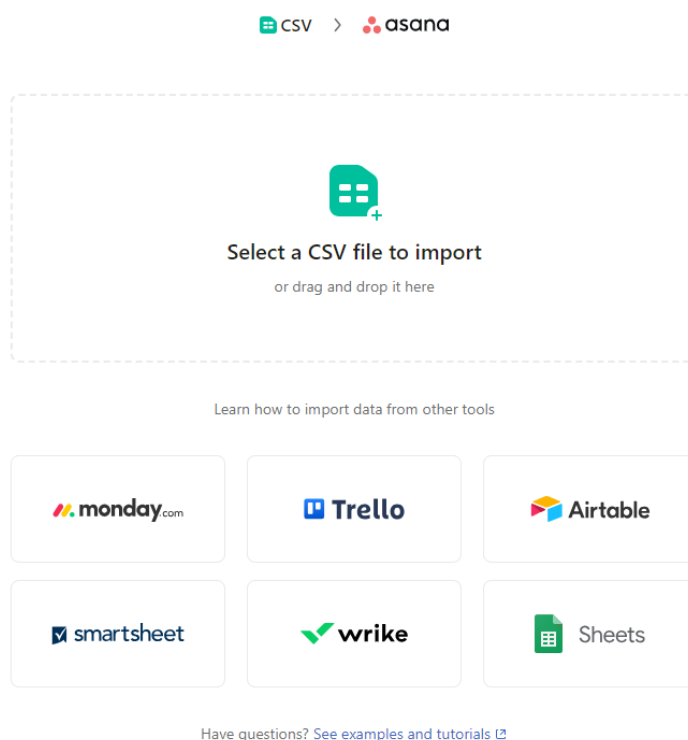 CSV > asana
Select a CSV file to import
or drag and drop it here
Learn how to import data from other tools
monday.com
Trello
Airtable
smartsheet
wrike
Sheets
Have questions? See examples and tutorials